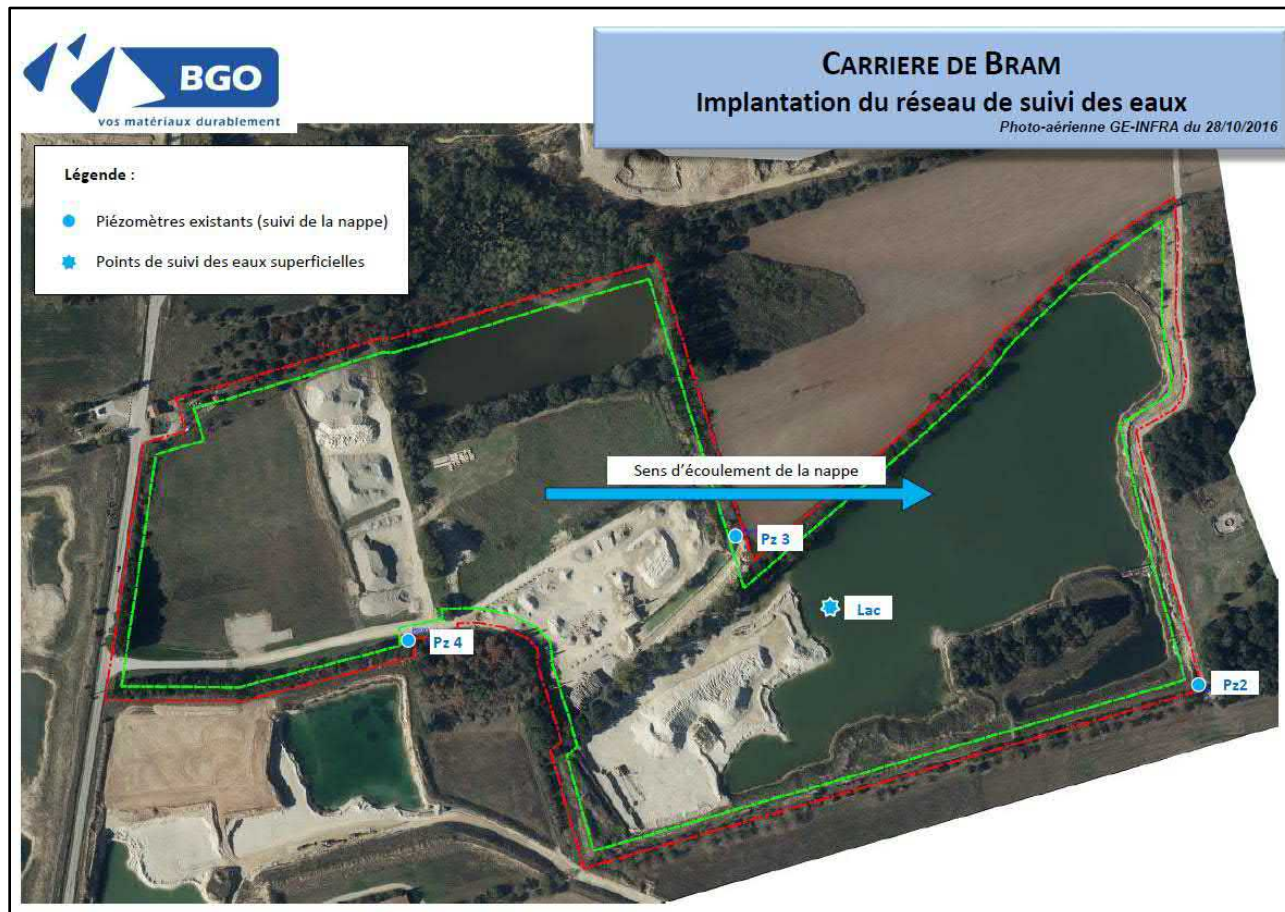 BGO
vos matériaux durablement
CARRIERE DE BRAM
Implantation du réseau de suivi des eaux
Photo-aérienne GE-INFRA du 28/10/2016
Légende :
Piézomètres existants (suivi de la nappe)
Points de suivi des eaux superficielles
Sens d'écoulement de la nappe
Pz 3
Lac
Pz 4
Pz2